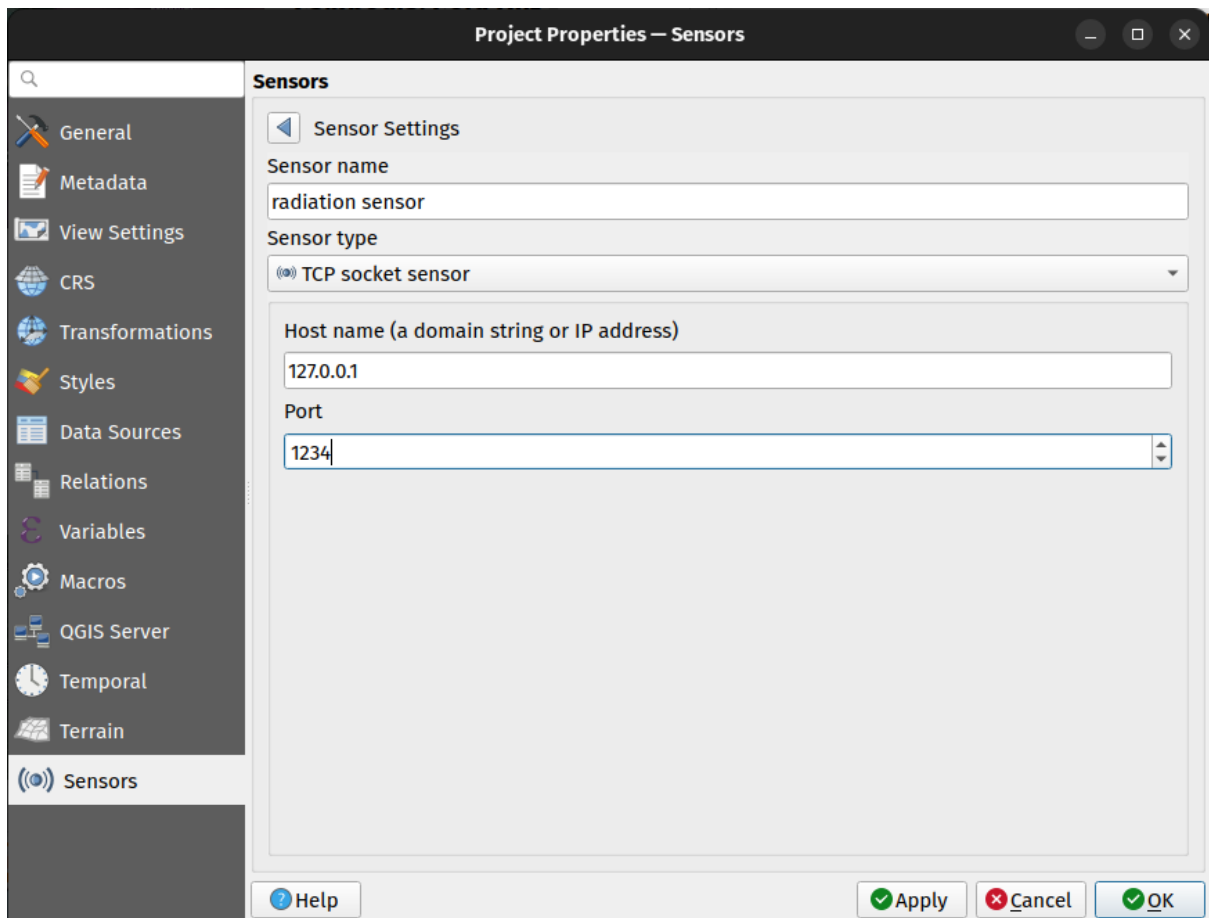 Project Properties — Sensors
Sensors
General
Metadata
View Settings
CRS
Transformations
Styles
Data Sources
Relations
Variables
Macros
QGIS Server
Temporal
Terrain
Sensors
Sensor Settings
Sensor name
radiation sensor
Sensor type
TCP socket sensor
Host name (a domain string or IP address)
127.0.0.1
Port
1234
Help
Apply
Cancel
OK